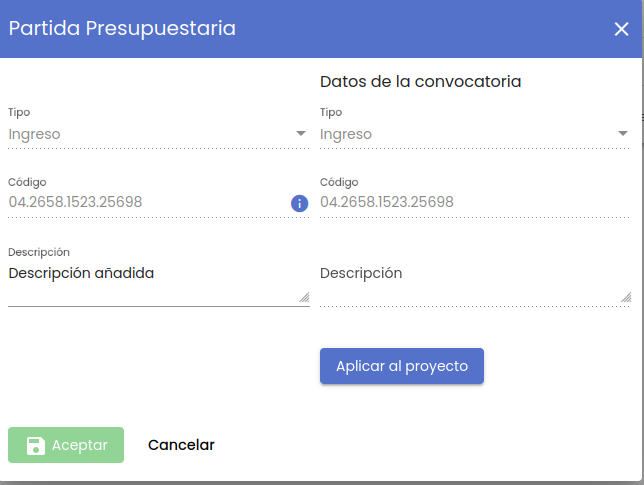 Partida Presupuestaria
Datos de la convocatoria
Tipo
Ingreso
Tipo
Ingreso
Código
04.2658.1523.25698
Código
04.2658.1523.25698
Descripción
Descripción añadida
Descripción
Aplicar al proyecto
Aceptar
Cancelar